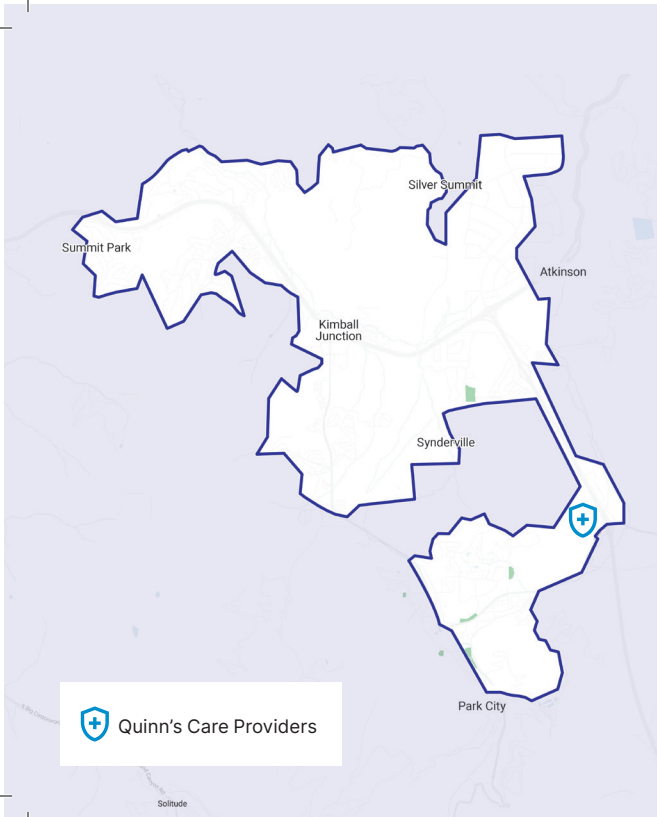 Silver Summit
Summit Park
Atkinson
Kimball
Junction
Synderville
Park City
Quinn’s Care Providers
Solitude